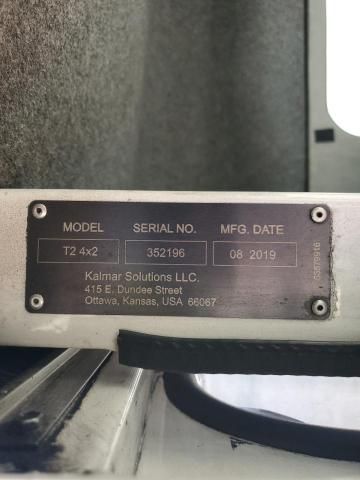 MODEL SERIAL NO. MFG. DATE
T2 4x2 352196 08 2019
Kalmar Solutions LLC.
415 E. Dundee Street
Ottawa, Kansas, USA 66067